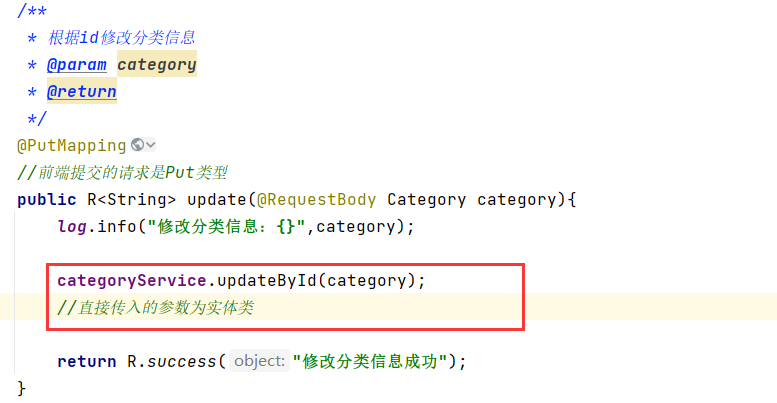 /**
 * 根据id修改分类信息
 * @param category
 * @return
 */
@PutMapping
//前端提交的请求是Put类型
public R<String> update(@RequestBody Category category){
    log.info("修改分类信息：{}",category);
    categoryService.updateById(category);
    //直接传入的参数为实体类
    return R.success( object: "修改分类信息成功");
}